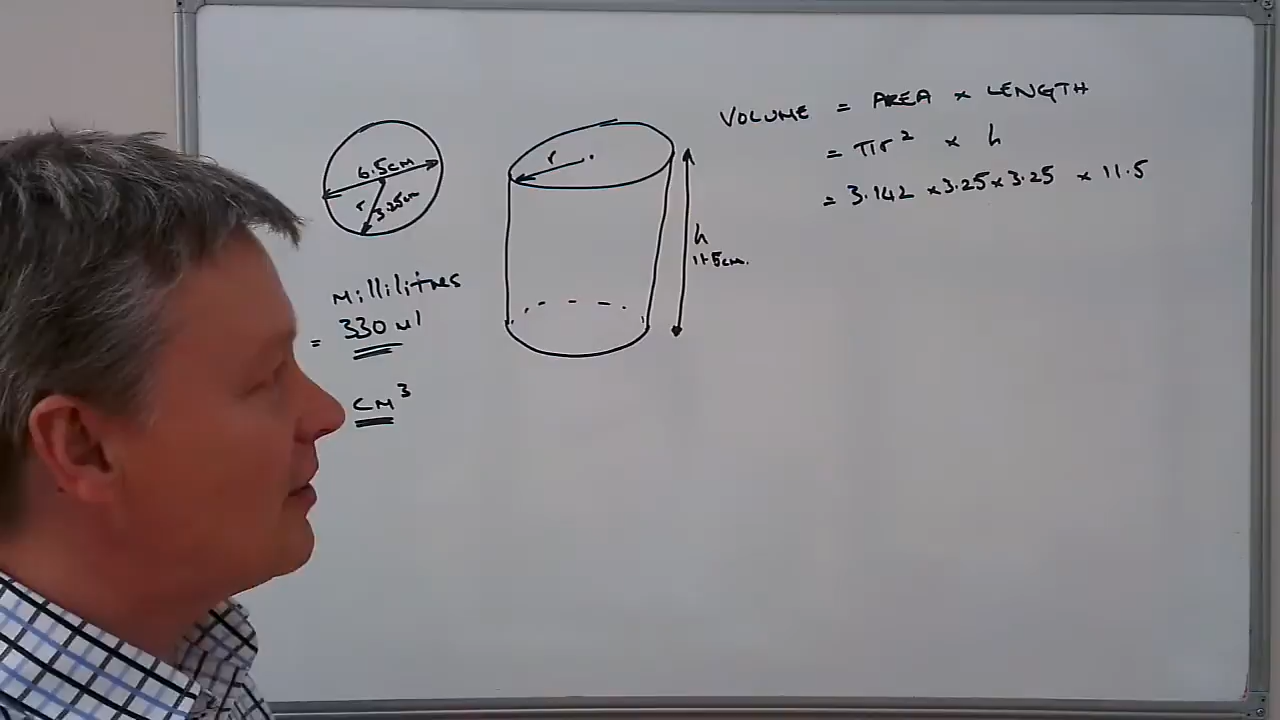 6.5cm
r
3.25cm
Millilitres
= 330 Ml
CM³
r
h
11.5cm.
VOLUME = AREA × LENGTH
= πr² × h
= 3.142 × 3.25 × 3.25 × 11.5